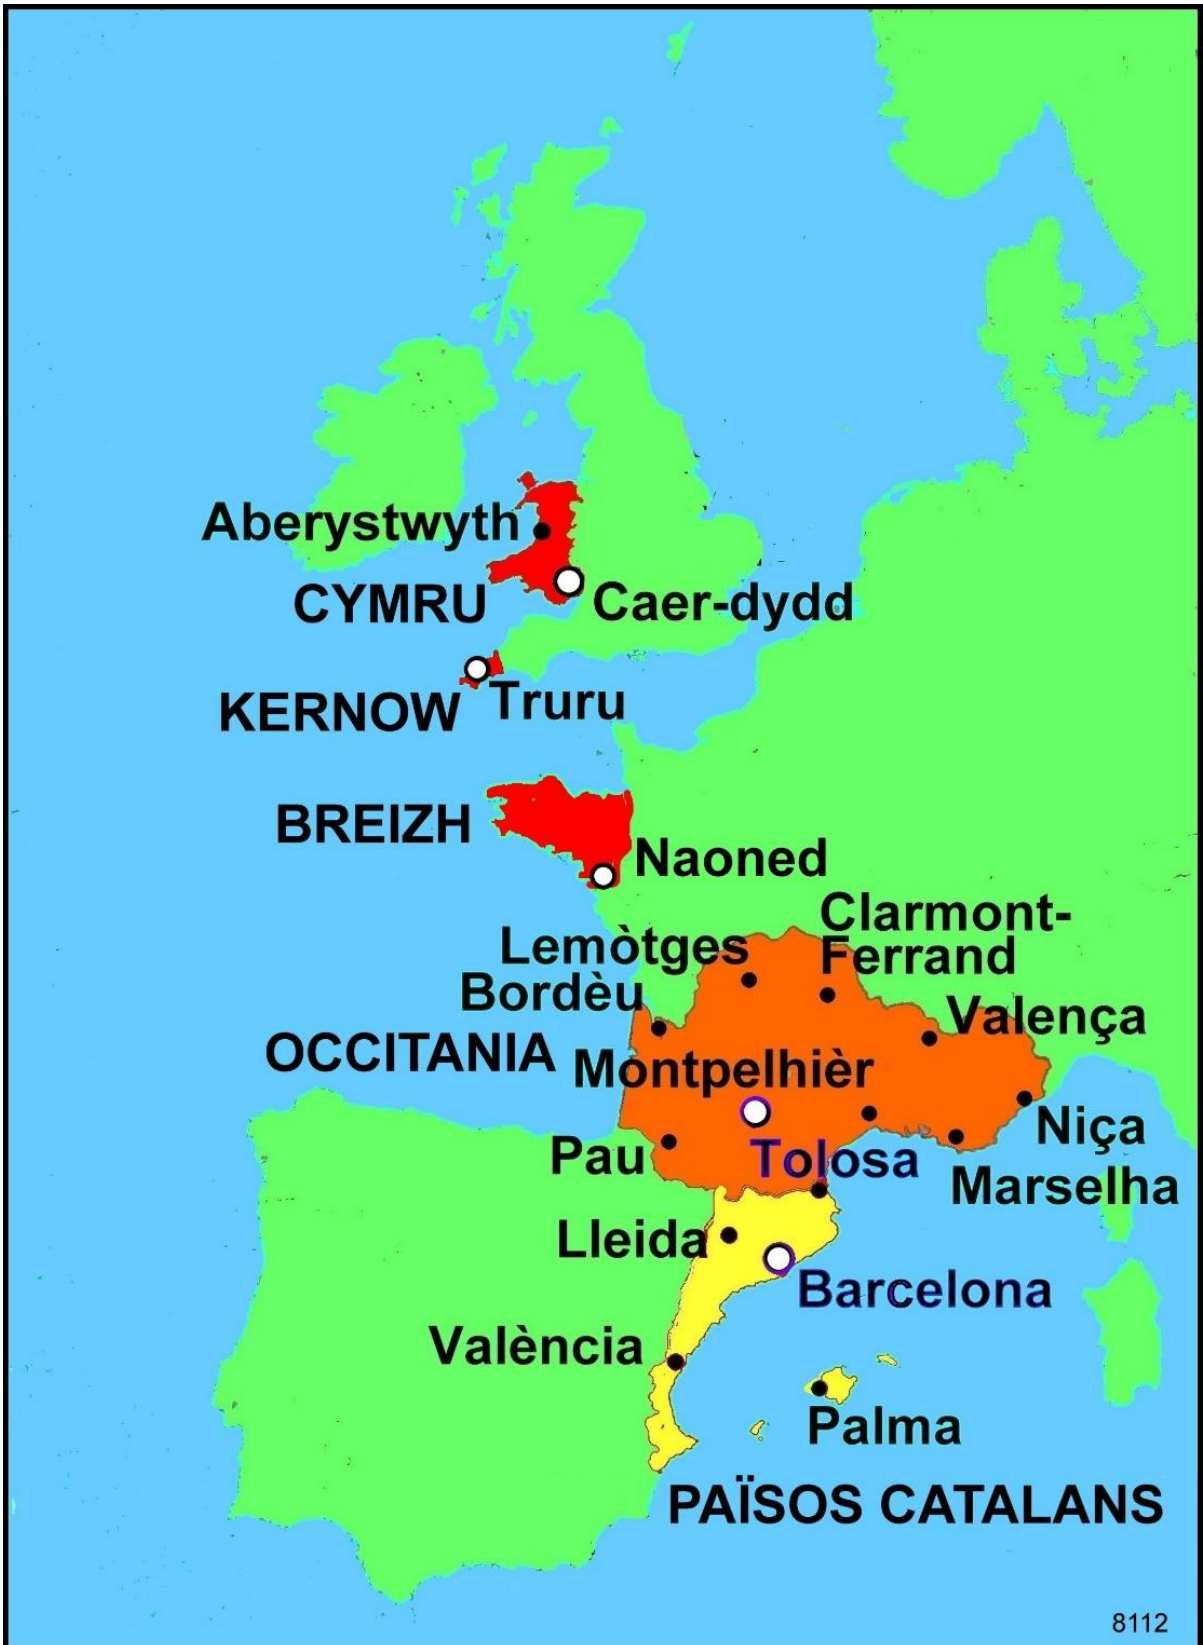 Aberystwyth
CYMRU
Caer-dydd
KERNOW
Truru
BREIZH
Naoned
Clarmont-
Ferrand
Lemòtges
Bordèu
Valença
OCCITANIA
Montpelhièr
Niça
Pau
Tolosa
Marselha
Lleida
Barcelona
València
Palma
PAÏSOS CATALANS
8112